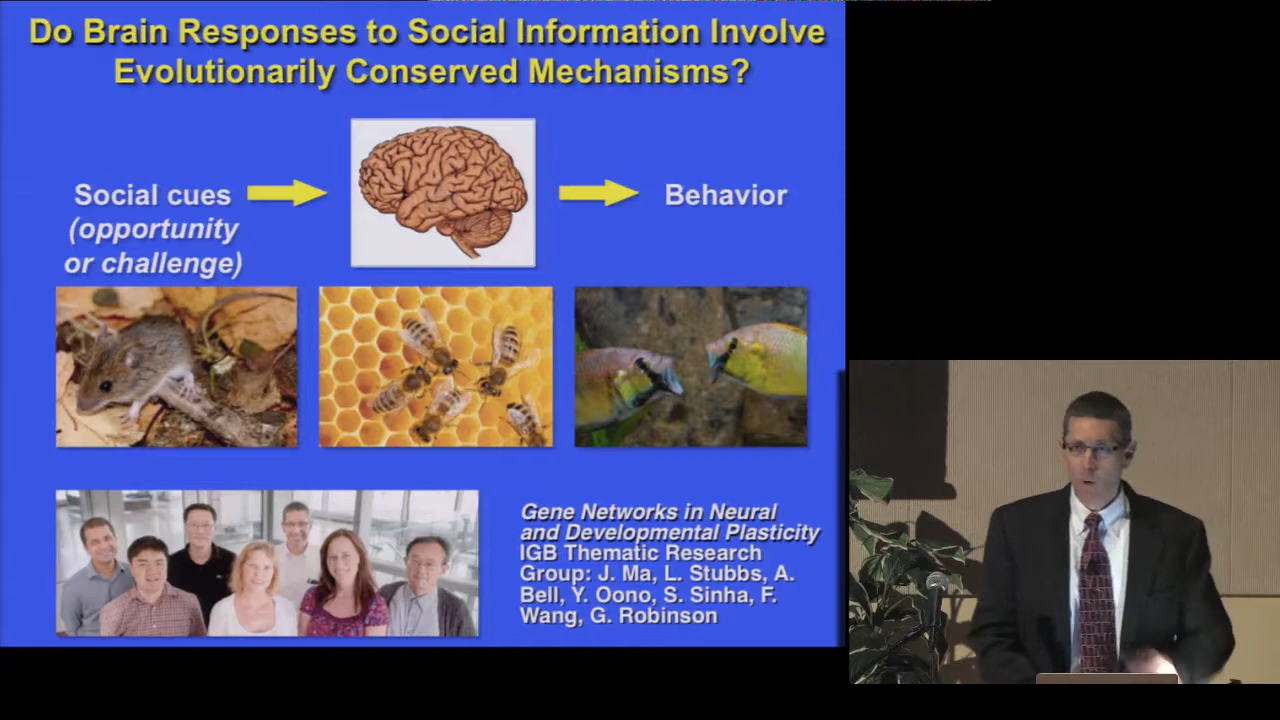 Do Brain Responses to Social Information Involve
Evolutionarily Conserved Mechanisms?
Social cues
(opportunity
or challenge)
Behavior
Gene Networks in Neural
and Developmental Plasticity
IGB Thematic Research
Group: J. Ma, L. Stubbs, A.
Bell, Y. Oono, S. Sinha, F.
Wang, G. Robinson